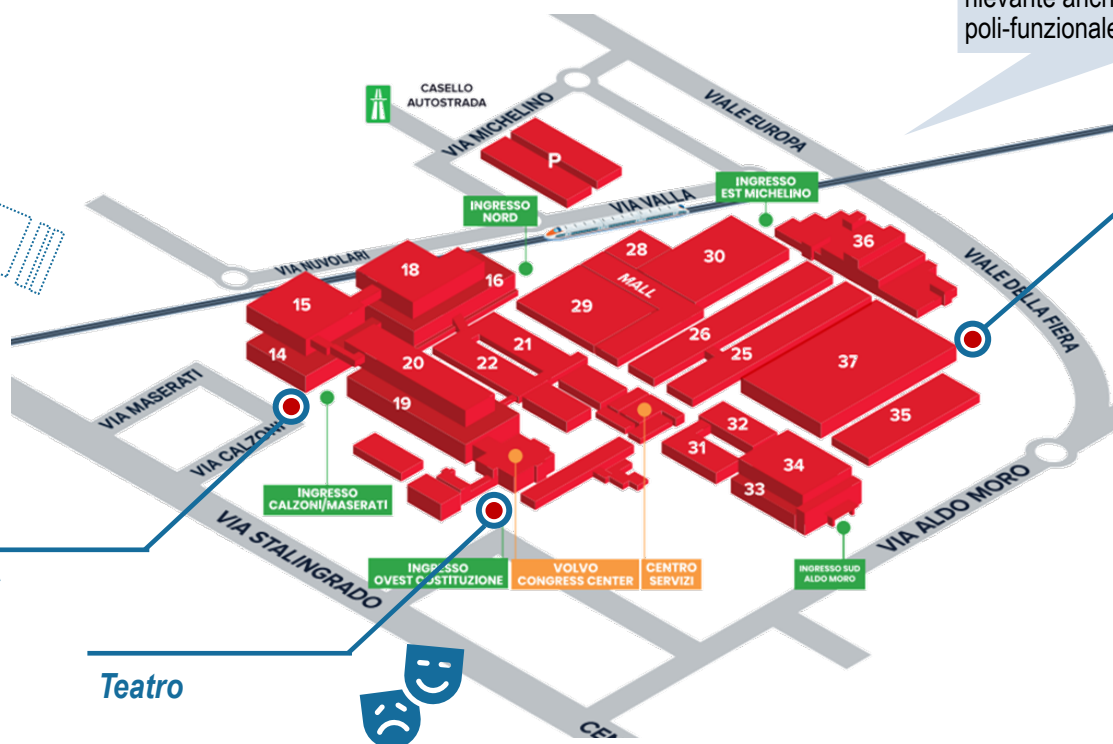 rilevante anche
poli-funzionale
CASELLO
AUTOSTRADA
VIA MICHELINO
VIALE EUROPA
P
INGRESSO
EST MICHELINO
INGRESSO
NORD
VIA VALLA
VIA NUVOLARI
VIALE DELLA FIERA
36
28
30
18
16
MALL
15
29
26
21
25
14
20
22
37
19
35
32
31
34
33
VIA MASERATI
VIA CALZONI
INGRESSO
CALZONI/MASERATI
VIA STALINGRADO
VIA ALDO MORO
INGRESSO
OVEST COSTITUZIONE
VOLVO
CONGRESS CENTER
CENTRO
SERVIZI
INGRESSO SUD
ALDO MORO
Teatro